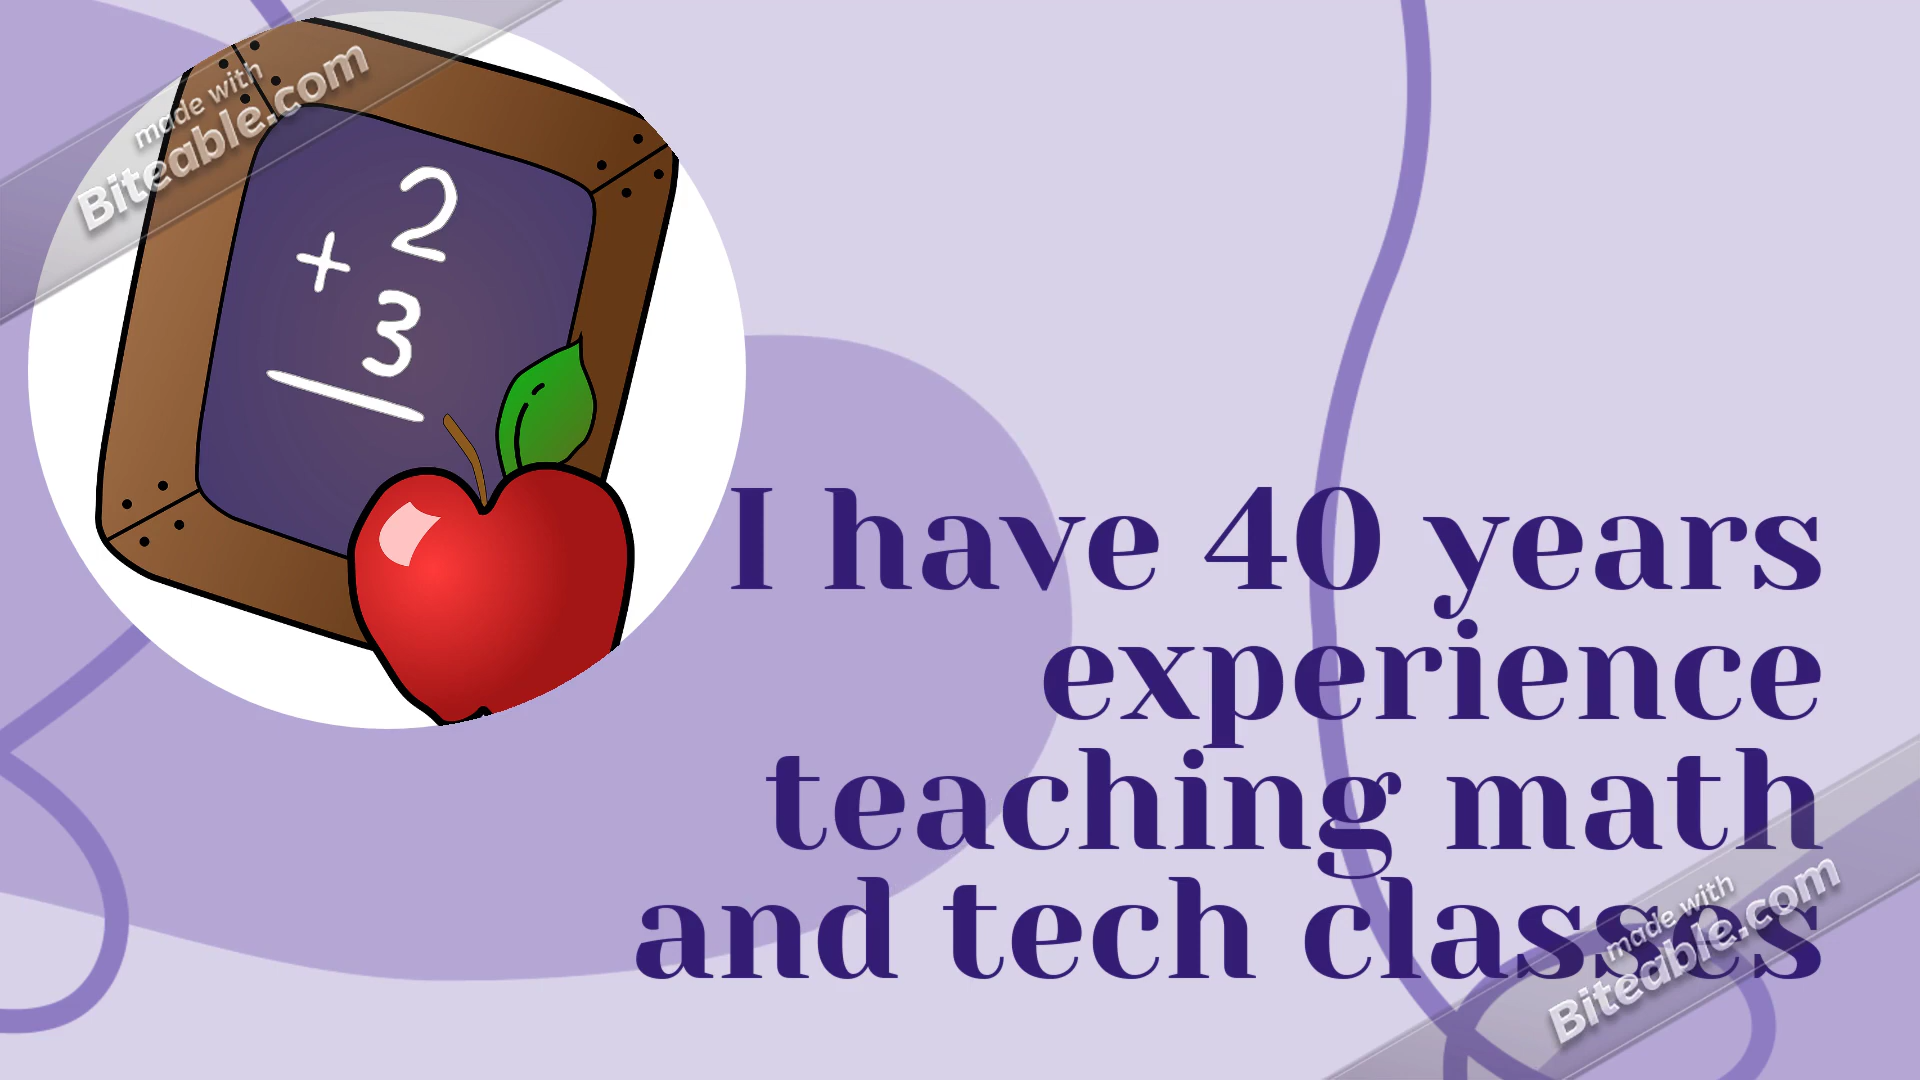 made with
Biteable.com
2
+
3
I have 40 years
experience
teaching math
and tech classes
made with
Biteable.com